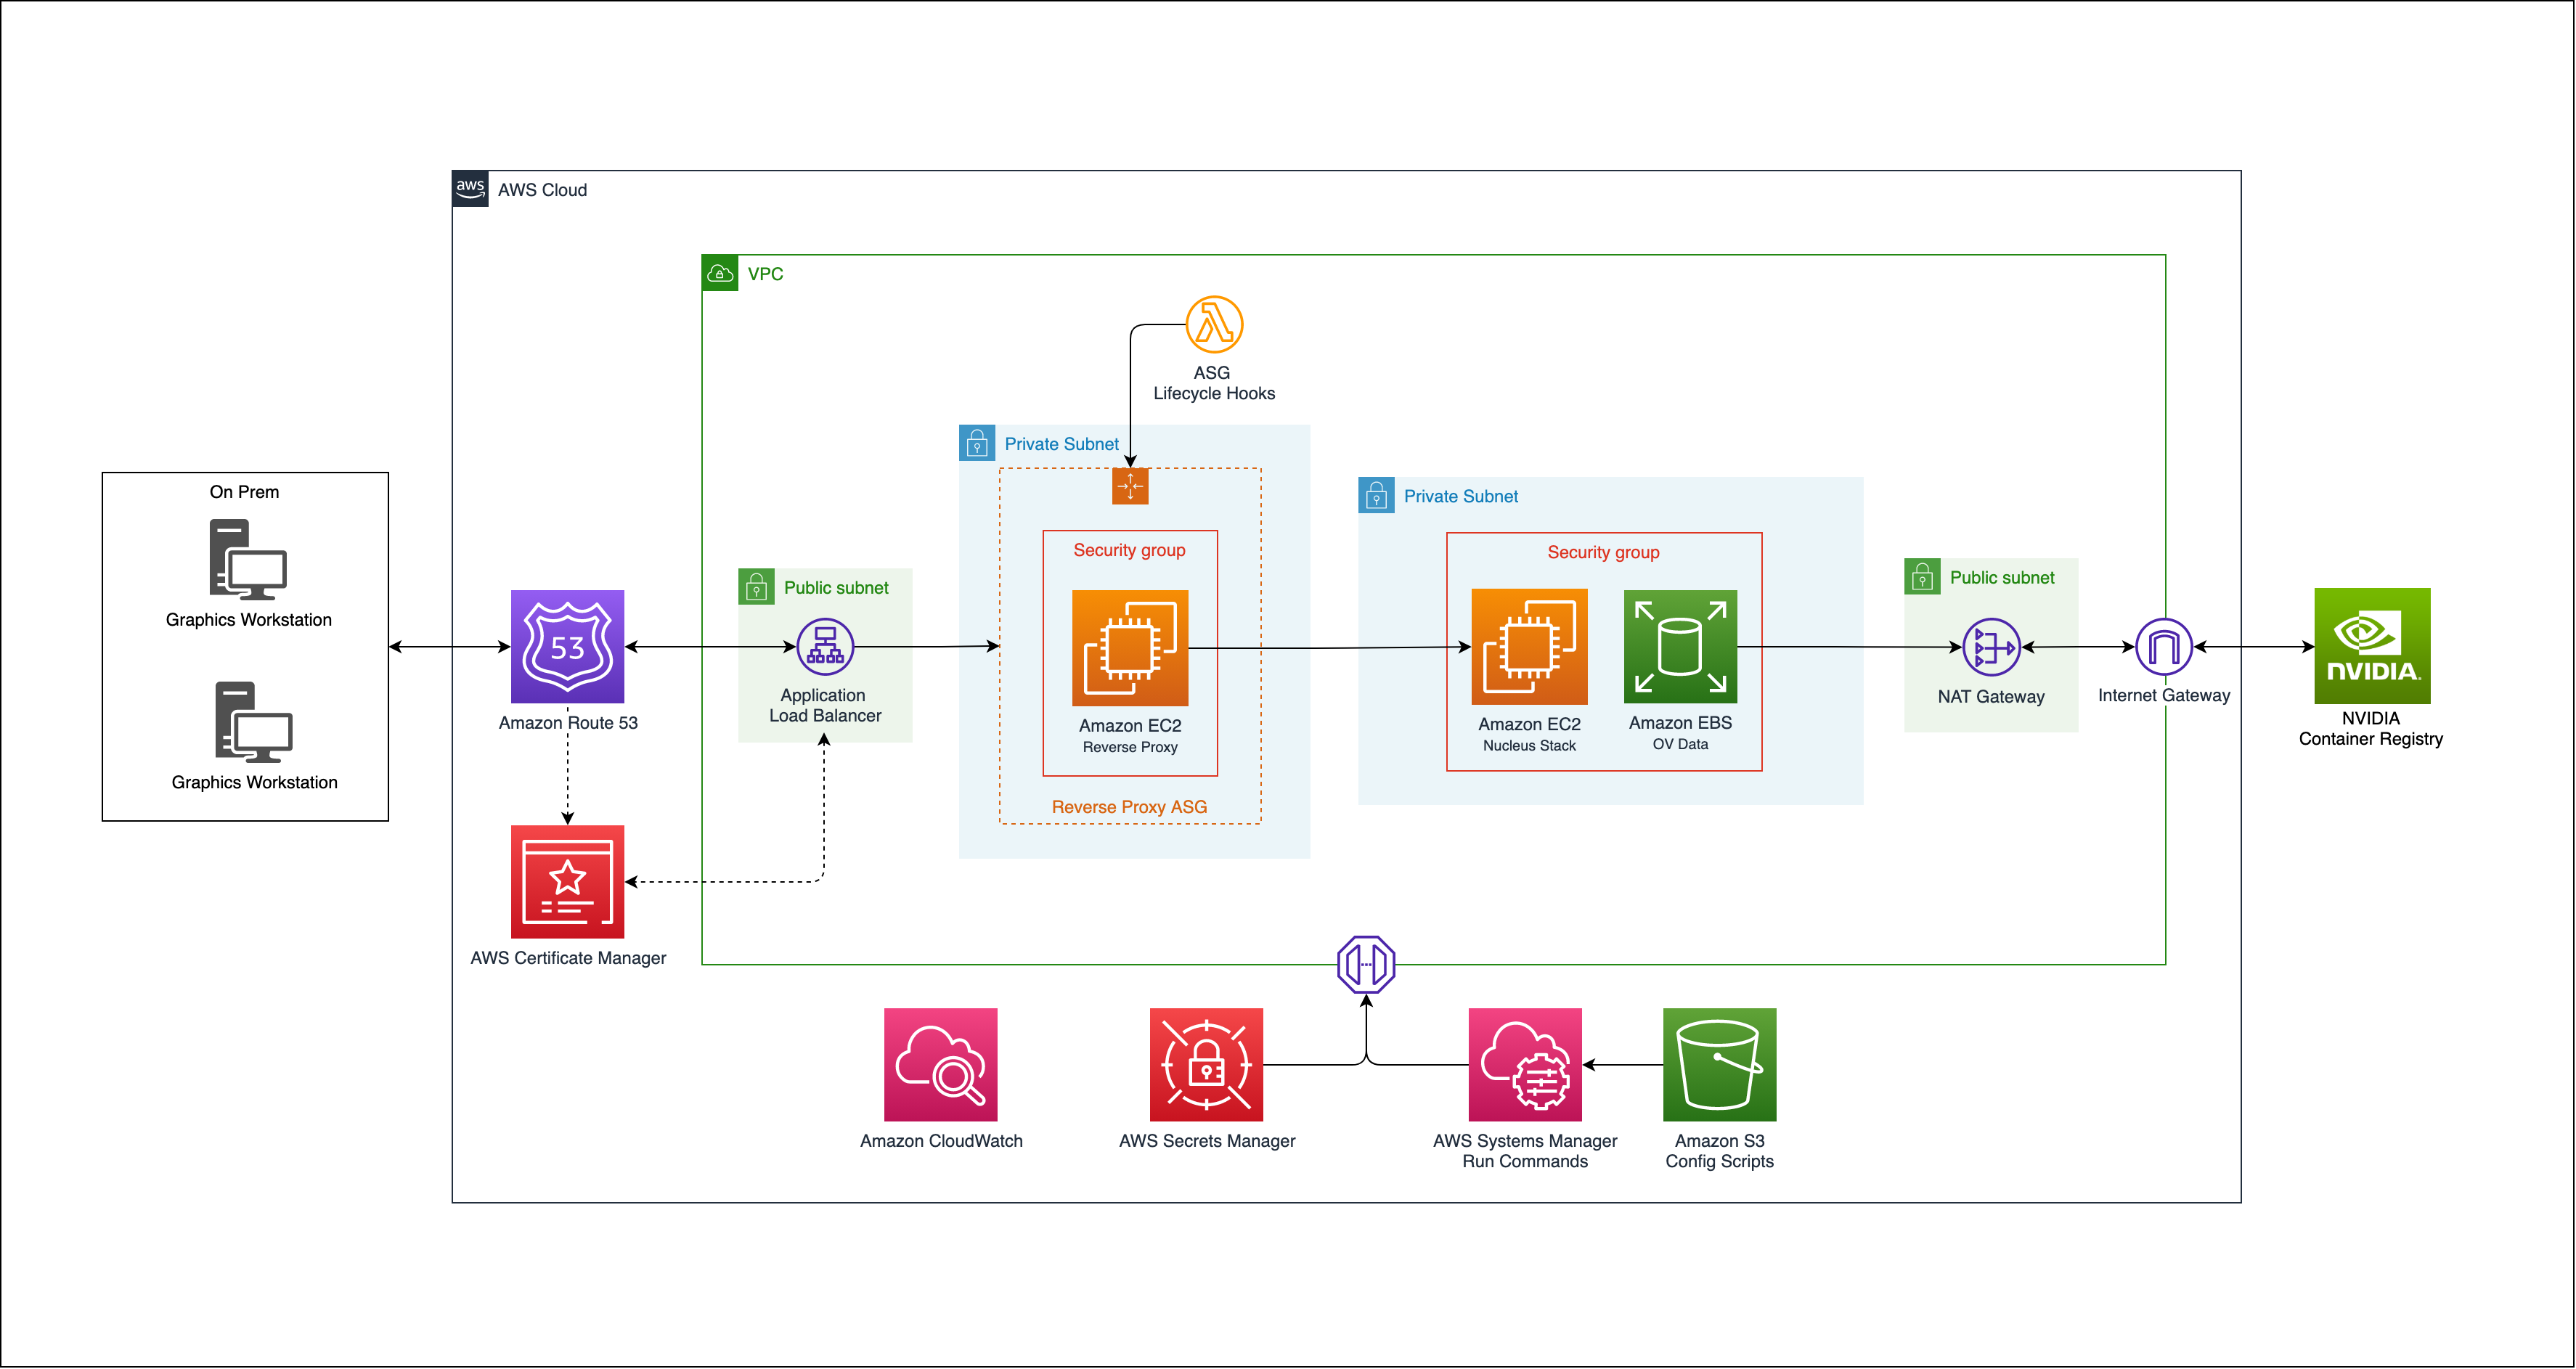 aws
AWS Cloud
VPC
ASG
Lifecycle Hooks
Private Subnet
On Prem
Graphics Workstation
Graphics Workstation
53
Amazon Route 53
AWS Certificate Manager
Public subnet
Application
Load Balancer
Security group
Amazon EC2
Reverse Proxy
Reverse Proxy ASG
Private Subnet
Security group
Amazon EC2
Nucleus Stack
Amazon EBS
OV Data
Public subnet
NAT Gateway
Internet Gateway
NVIDIA.
NVIDIA
Container Registry
Amazon CloudWatch
AWS Secrets Manager
AWS Systems Manager
Run Commands
Amazon S3
Config Scripts